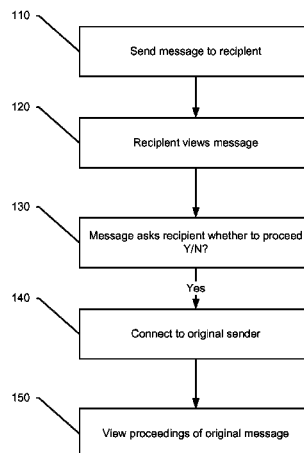 110
Send message to recipient
120
Recipient views message
130
Message asks recipient whether to proceed
Y/N?
Yes
140
Connect to original sender
150
View proceedings of original message